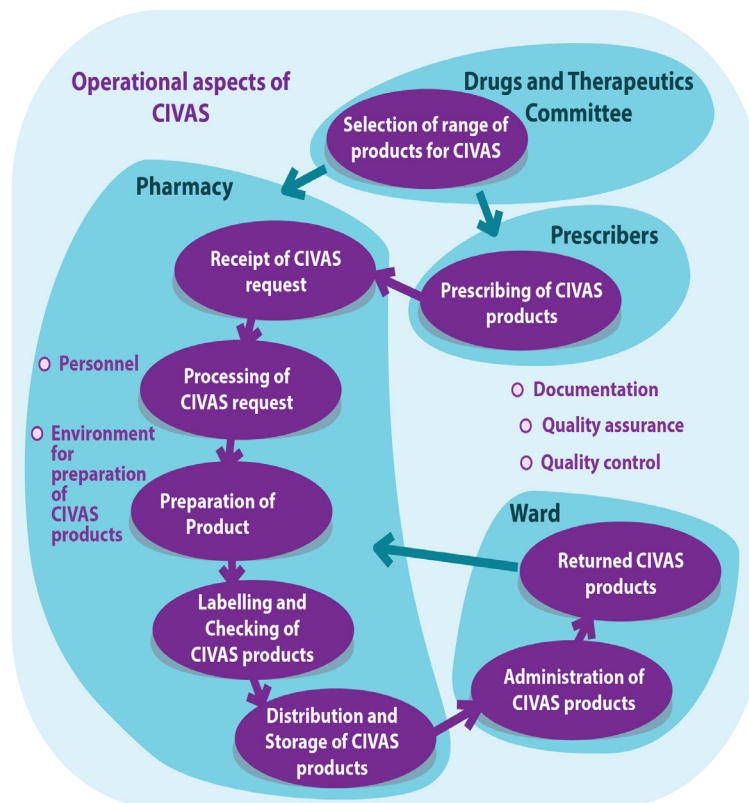 Operational aspects of
CIVAS
Drugs and Therapeutics
Committee
Selection of range of
products for CIVAS
Pharmacy
Prescribers
Receipt of CIVAS
request
Prescribing of CIVAS
products
Personnel
Processing of
CIVAS request
Documentation
Quality assurance
Quality control
Environment
for
preparation
of
CIVAS
products
Preparation of
Product
Ward
Returned CIVAS
products
Labelling and
Checking of
CIVAS products
Administration of
CIVAS products
Distribution and
Storage of CIVAS
products